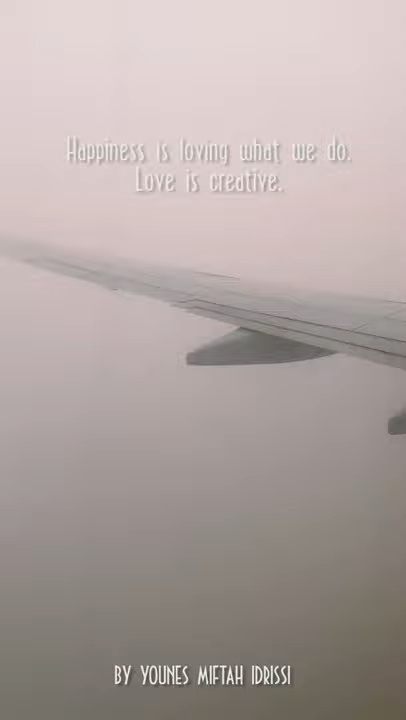 Happiness is loving what we do.
Love is creative.
BY YOUNES MIFTAH IDRISSI